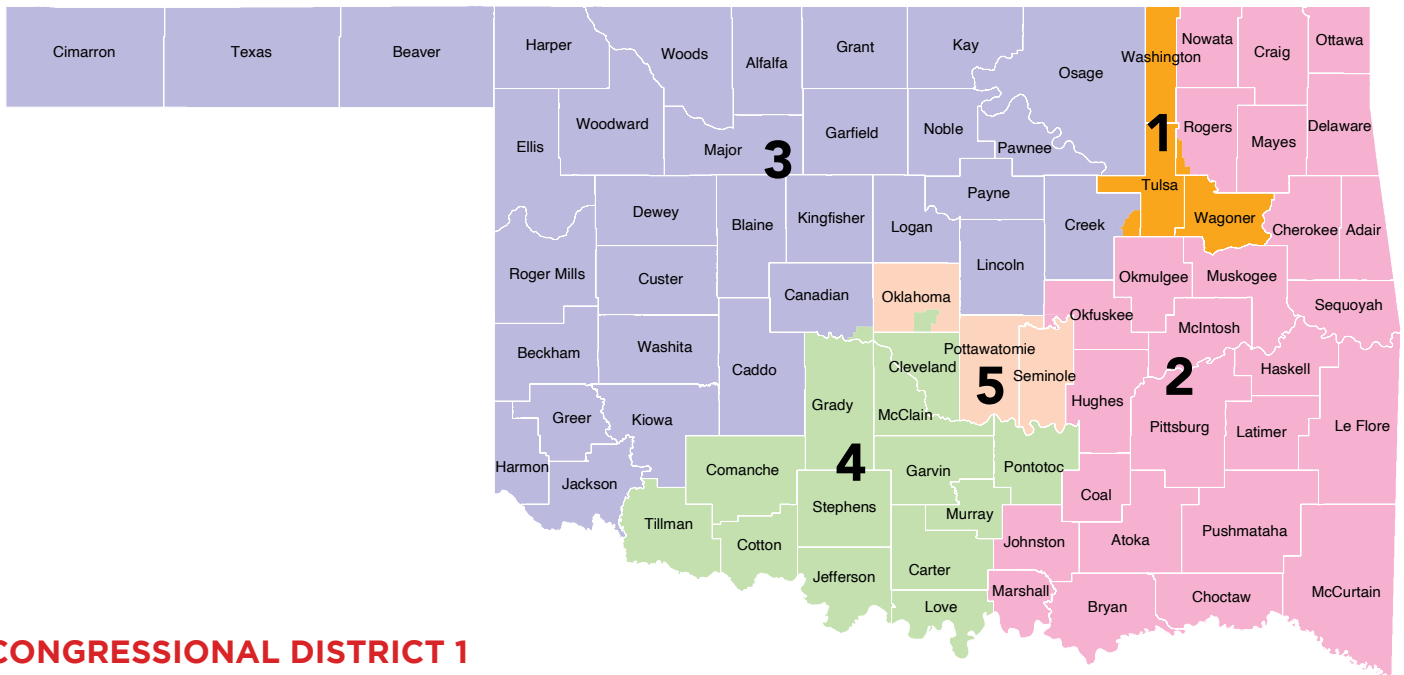 Cimarron
Texas
Beaver
Harper
Woods
Alfalfa
Grant
Kay
Osage
Washington
Nowata
Craig
Ottawa
Ellis
Woodward
Major
3
Garfield
Noble
Pawnee
1
Rogers
Mayes
Delaware
Dewey
Blaine
Kingfisher
Logan
Payne
Creek
Tulsa
Wagoner
Cherokee
Adair
Roger Mills
Custer
Canadian
Oklahoma
Lincoln
Okmulgee
Muskogee
Sequoyah
Beckham
Washita
Caddo
Cleveland
Pottawatomie
5
Seminole
Okfuskee
McIntosh
2
Haskell
Greer
Kiowa
Grady
McClain
Hughes
Pittsburg
Latimer
Le Flore
Harmon
Jackson
Comanche
4
Garvin
Pontotoc
Coal
Tillman
Cotton
Stephens
Murray
Johnston
Atoka
Pushmataha
Jefferson
Carter
Love
Marshall
Bryan
Choctaw
McCurtain
CONGRESSIONAL DISTRICT 1